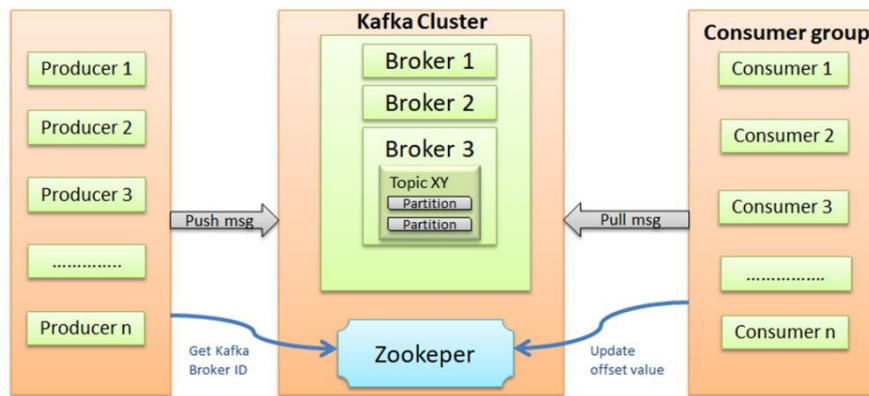 Producer 1
Producer 2
Producer 3
…………..
Producer n
Push msg
Get Kafka
Broker ID
Kafka Cluster
Broker 1
Broker 2
Broker 3
Topic XY
Partition
Partition
Zookeper
Pull msg
Update
offset value
Consumer group
Consumer 1
Consumer 2
Consumer 3
…………….
Consumer n